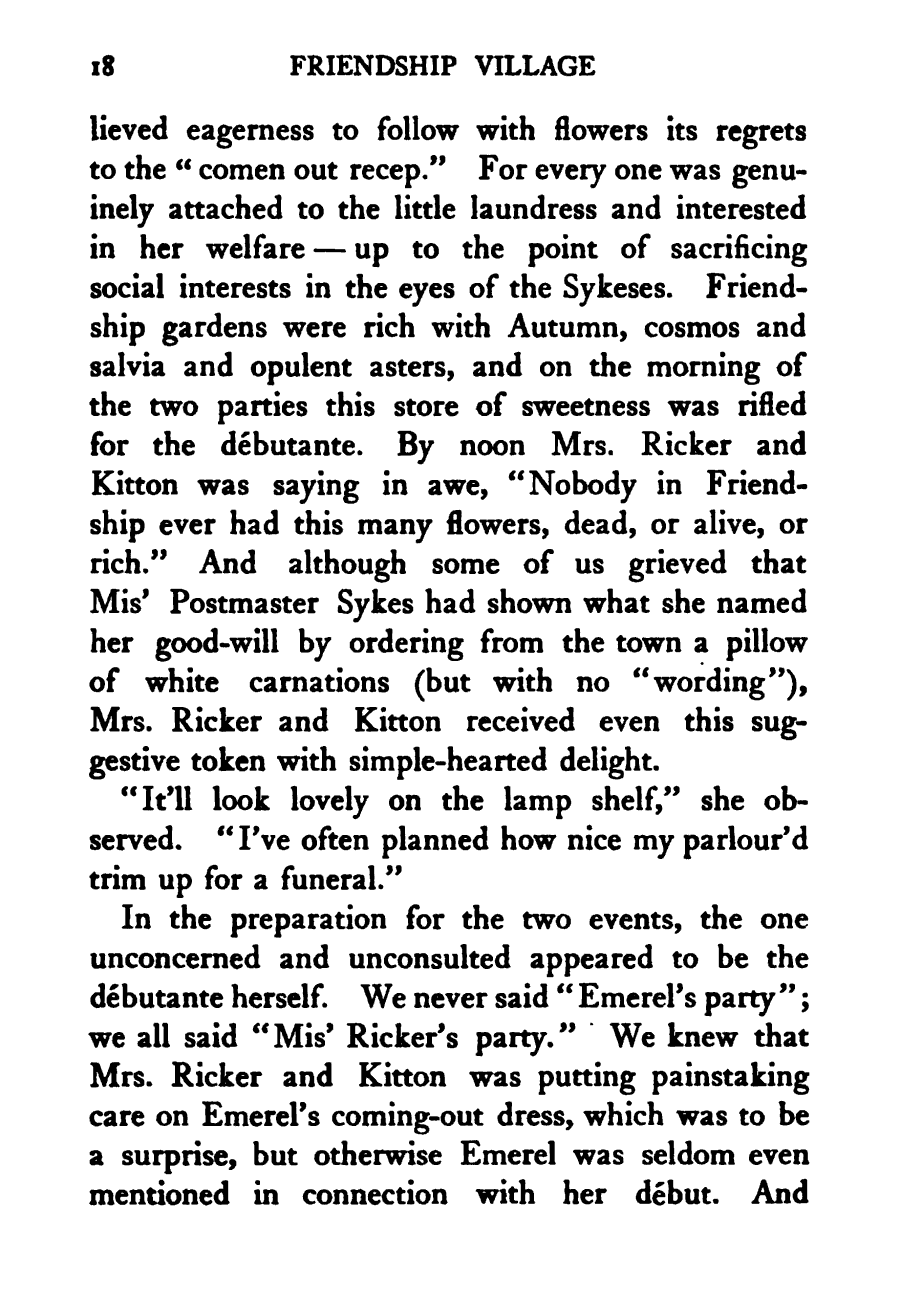 18 FRIENDSHIP VILLAGE
lieved eagerness to follow with flowers its regrets
to the “ comen out recep.” For every one was genu-
inely attached to the little laundress and interested
in her welfare — up to the point of sacrificing
social interests in the eyes of the Sykeses. Friend-
ship gardens were rich with Autumn, cosmos and
salvia and opulent asters, and on the morning of
the two parties this store of sweetness was rifled
for the débutante. By noon Mrs. Ricker and
Kitton was saying in awe, “Nobody in Friend-
ship ever had this many flowers, dead, or alive, or
rich.” And although some of us grieved that
Mis’ Postmaster Sykes had shown what she named
her good-will by ordering from the town a pillow
of white carnations (but with no “wording”),
Mrs. Ricker and Kitton received even this sug-
gestive token with simple-hearted delight.
“It’ll look lovely on the lamp shelf,” she ob-
served. “I’ve often planned how nice my parlour’d
trim up for a funeral.”
In the preparation for the two events, the one
unconcerned and unconsulted appeared to be the
débutante herself. We never said “Emerel’s party”;
we all said “Mis’ Ricker’s party.” We knew that
Mrs. Ricker and Kitton was putting painstaking
care on Emerel’s coming-out dress, which was to be
a surprise, but otherwise Emerel was seldom even
mentioned in connection with her début. And